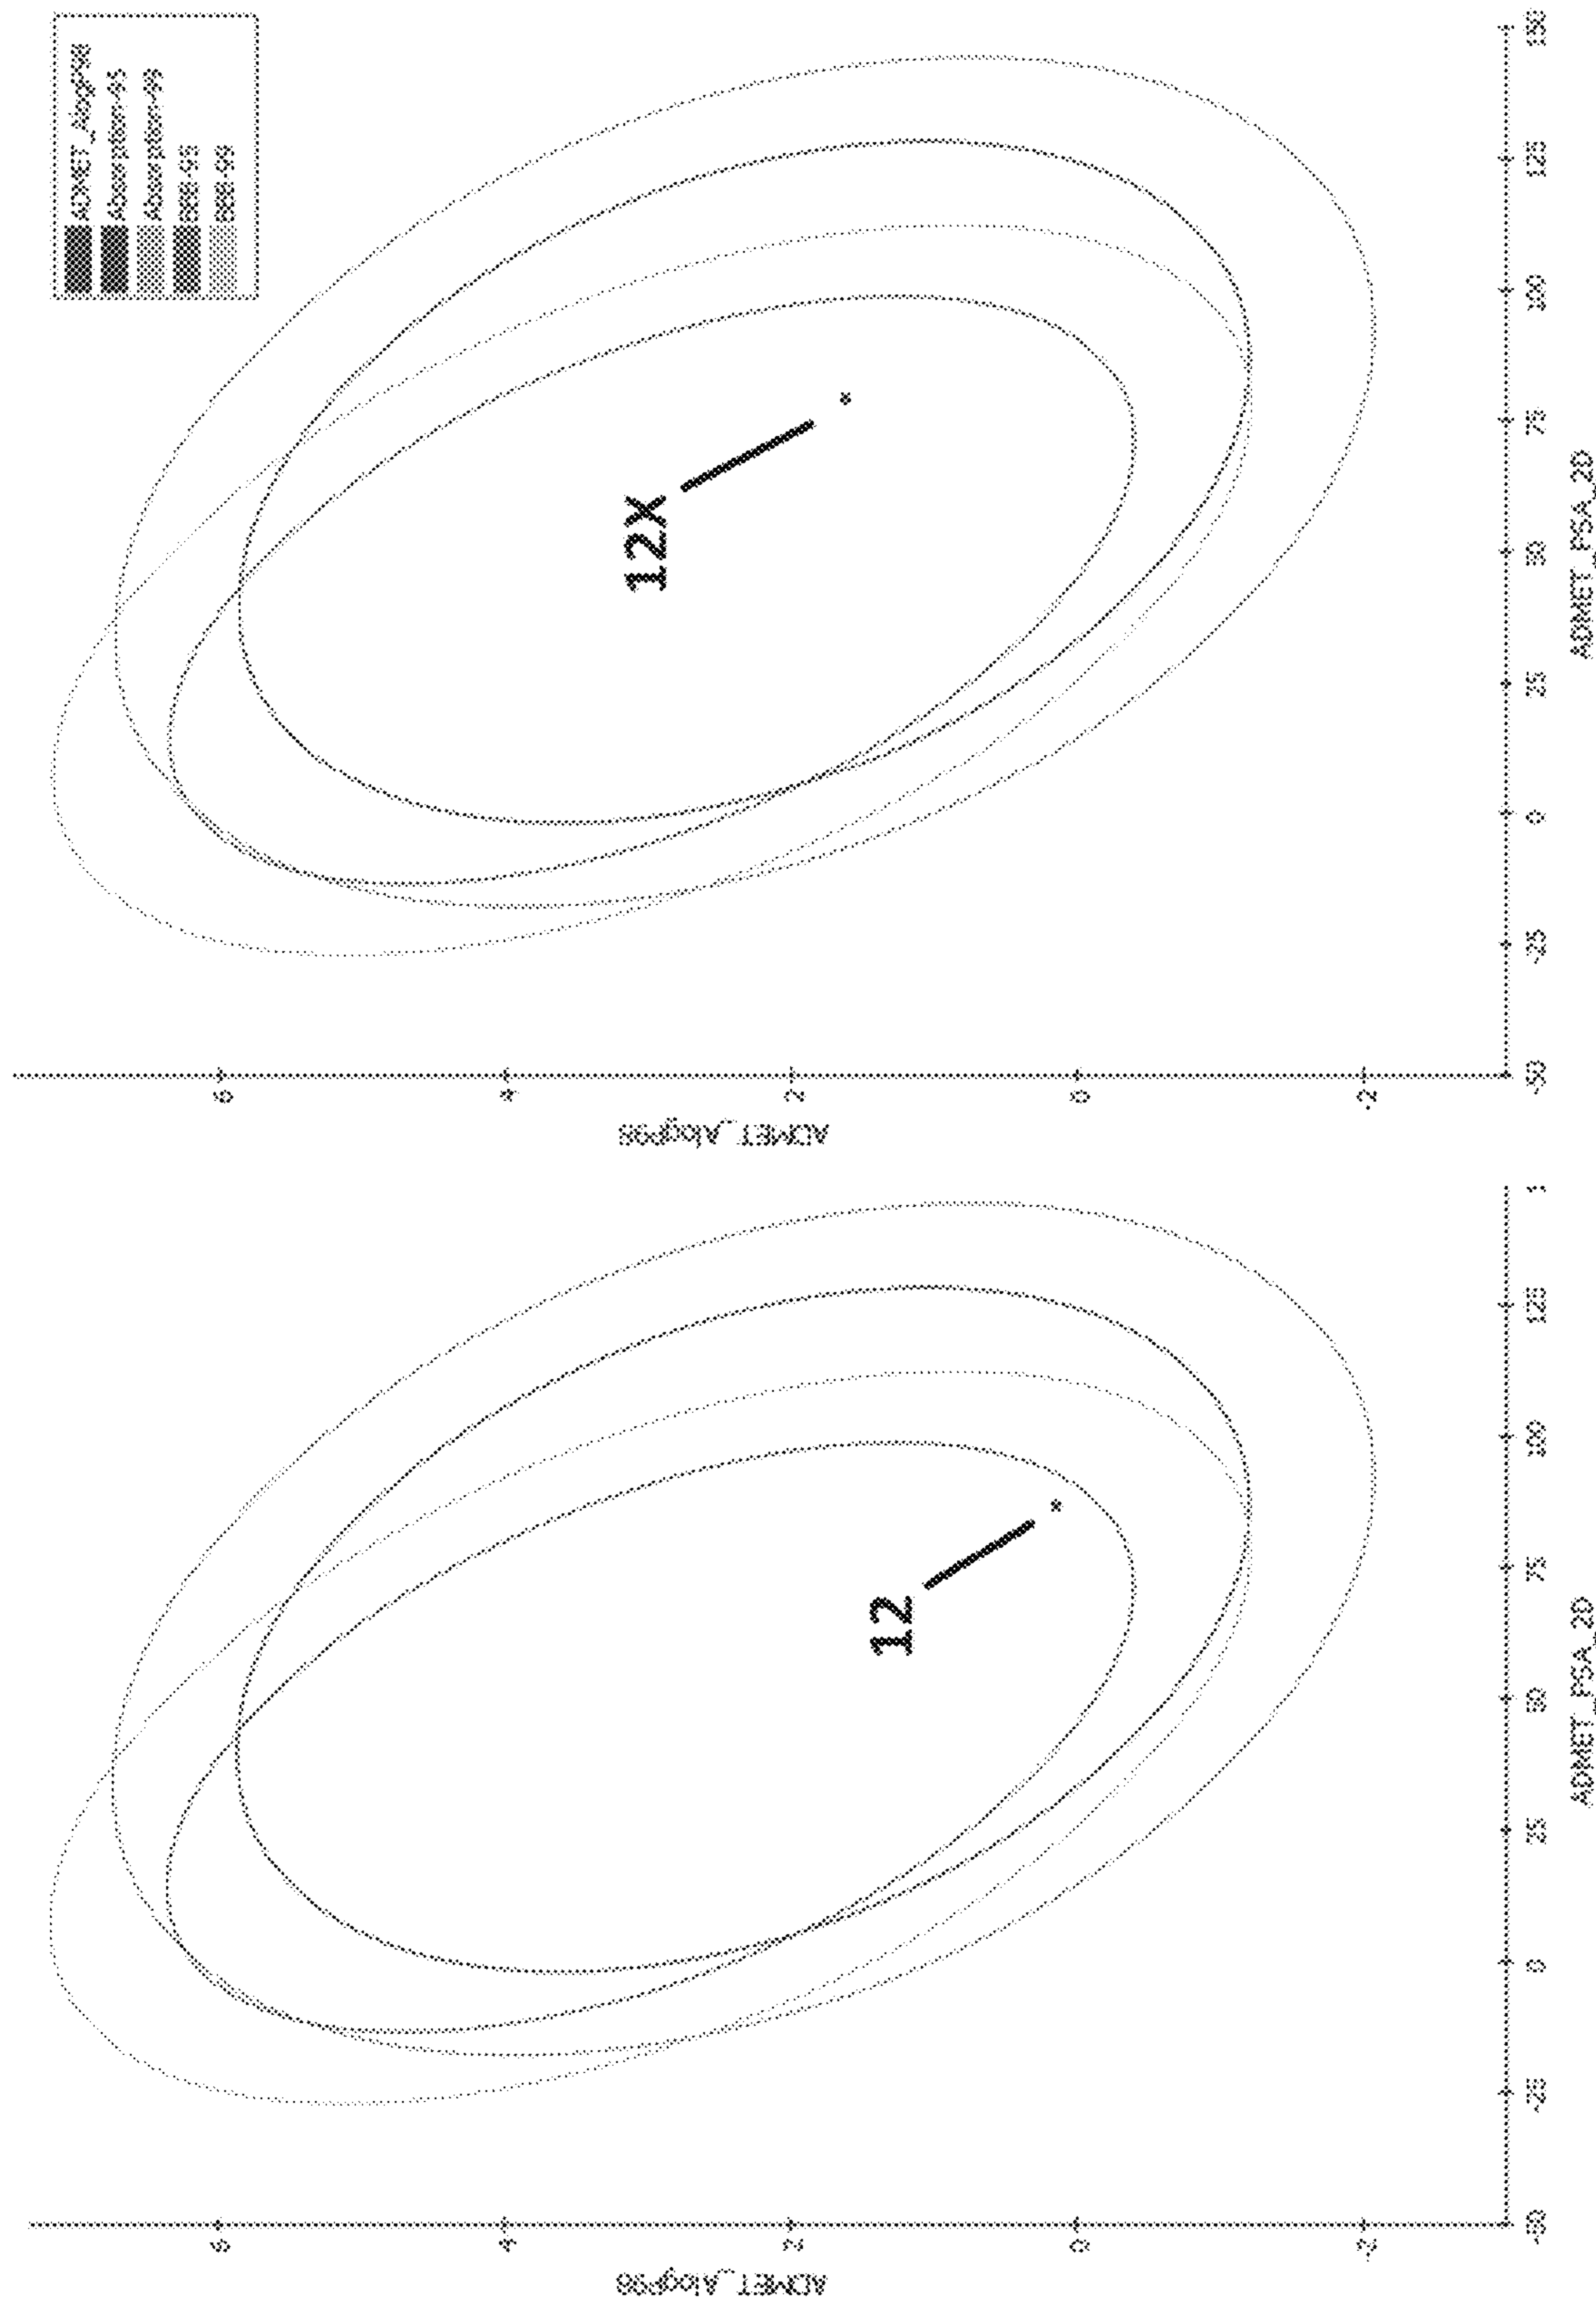 ADMET_AlogP98
6
4
2
0
-2
12
-50
-25
0
25
50
75
100
125
1
ADMET_PSA_2D
ADMET_AlogP98
6
4
2
0
-2
12X
-50
-25
0
25
50
75
100
125
150
ADMET_PSA_2D
ADMET_AlogP98
Absorption-95
Absorption-99
BBB-95
BBB-99